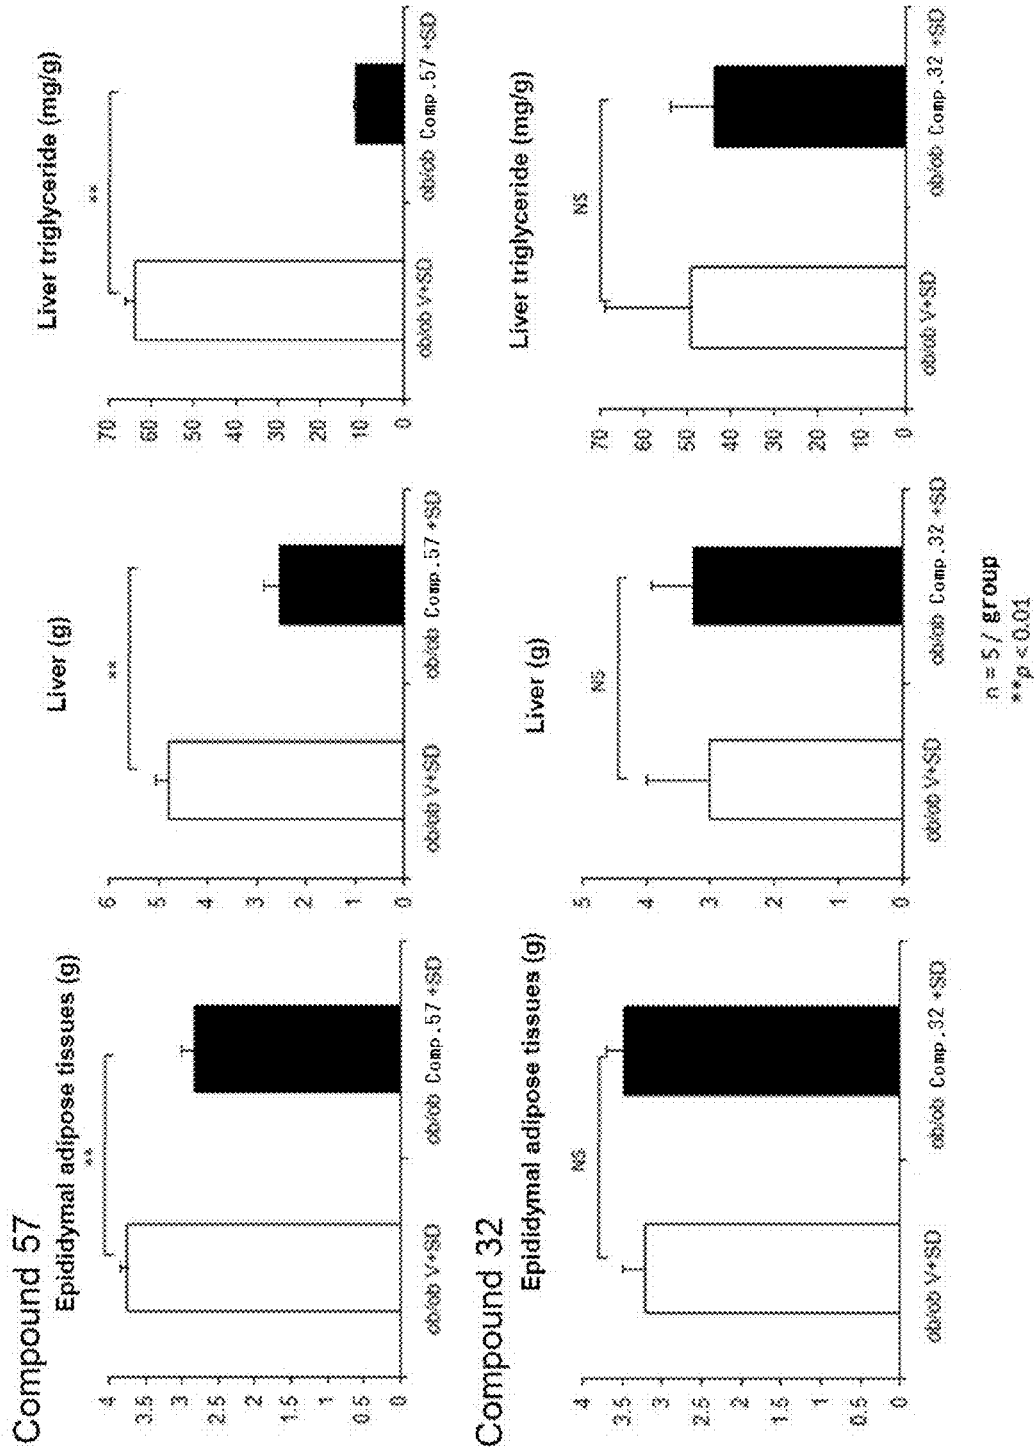 Compound 57
Epididymal adipose tissues (g)
**
4
3.5
3
2.5
2
1.5
1
0.5
0
ob/ob V+SD
ob/ob Comp.57 +SD
Liver (g)
**
6
5
4
3
2
1
0
ob/ob V+SD
ob/ob Comp.57 +SD
Liver triglyceride (mg/g)
**
70
60
50
40
30
20
10
0
ob/ob V+SD
ob/ob Comp.57 +SD
Compound 32
Epididymal adipose tissues (g)
NS
4
3.5
3
2.5
2
1.5
1
0.5
0
ob/ob V+SD
ob/ob Comp.32 +SD
Liver (g)
NS
5
4
3
2
1
0
ob/ob V+SD
ob/ob Comp.32 +SD
Liver triglyceride (mg/g)
NS
70
60
50
40
30
20
10
0
ob/ob V+SD
ob/ob Comp.32 +SD
n = 5 / group
**p < 0.01